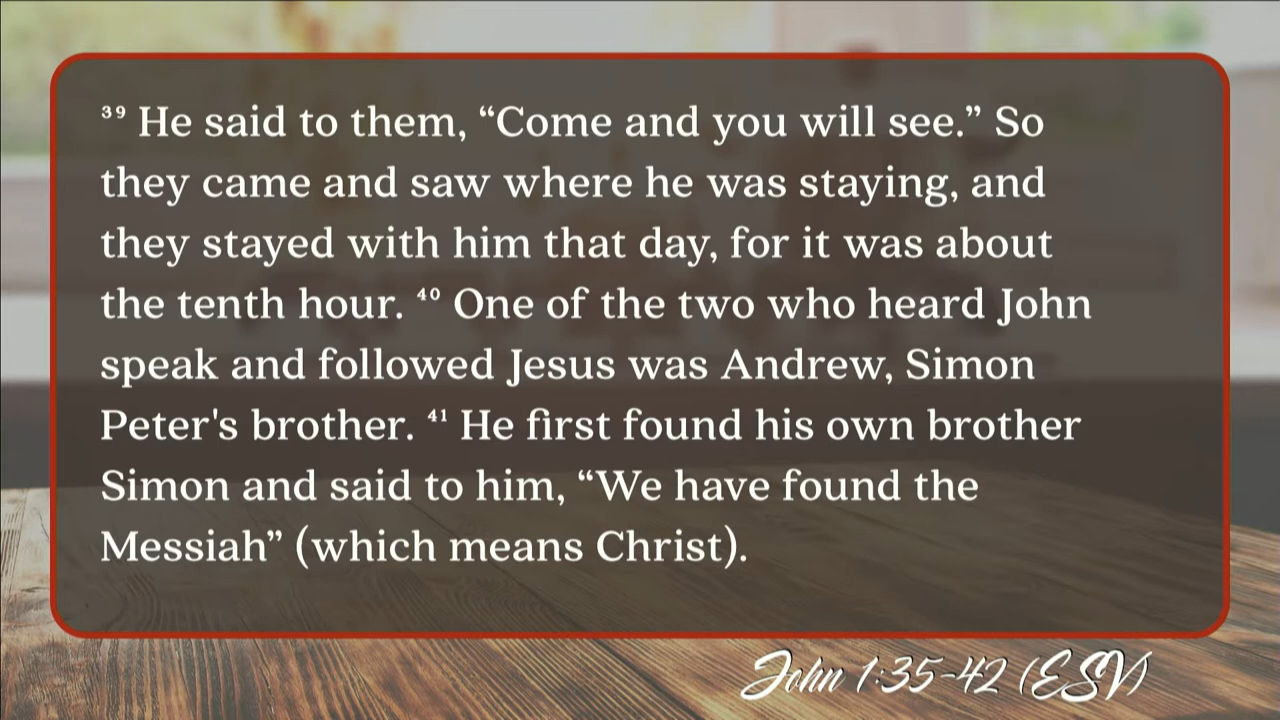 ³⁹ He said to them, “Come and you will see.” So
they came and saw where he was staying, and
they stayed with him that day, for it was about
the tenth hour. ⁴⁰ One of the two who heard John
speak and followed Jesus was Andrew, Simon
Peter's brother. ⁴¹ He first found his own brother
Simon and said to him, “We have found the
Messiah” (which means Christ).
John 1:35-42 (ESV)